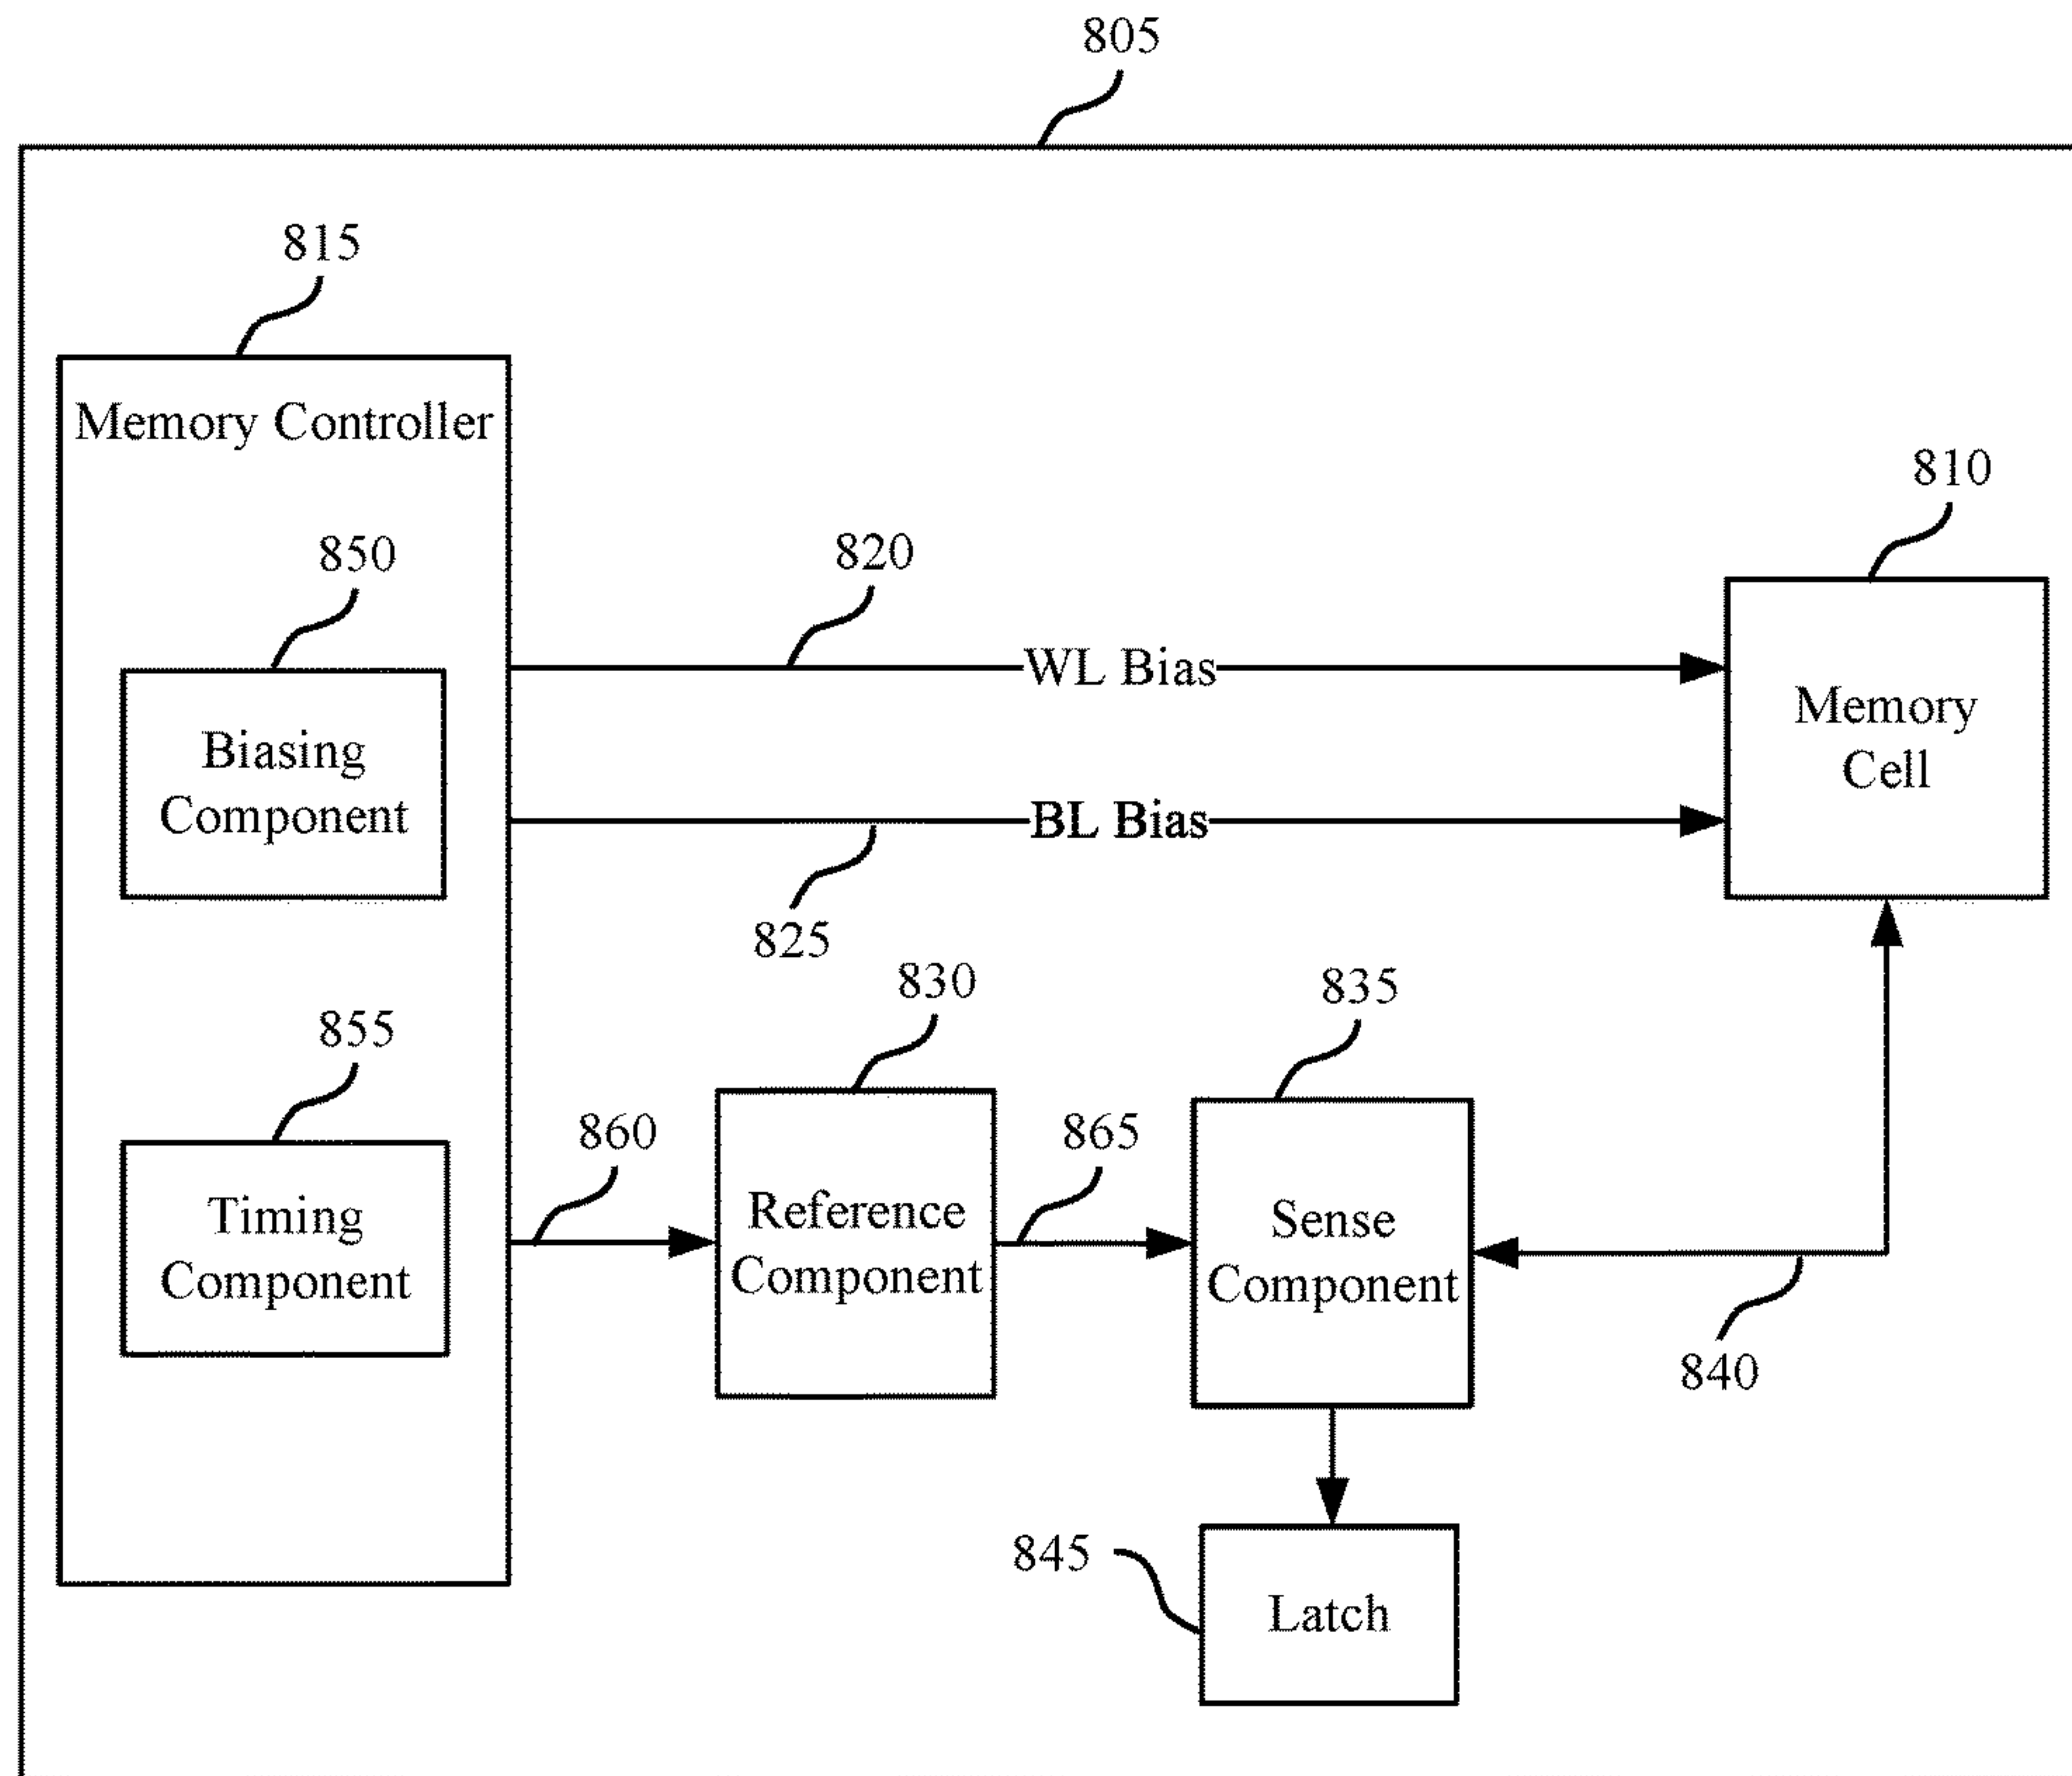 805
815
Memory Controller
810
850
820
WL Bias
Memory
Cell
Biasing
Component
BL Bias
825
830
835
855
860
865
Timing
Component
Reference
Component
Sense
Component
840
845
Latch